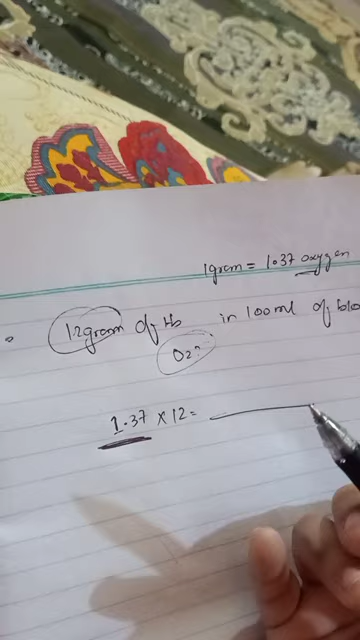 1gram = 1.37 oxygen
12gram of Hb in 100ml of blo
O2?
1.37 × 12 =